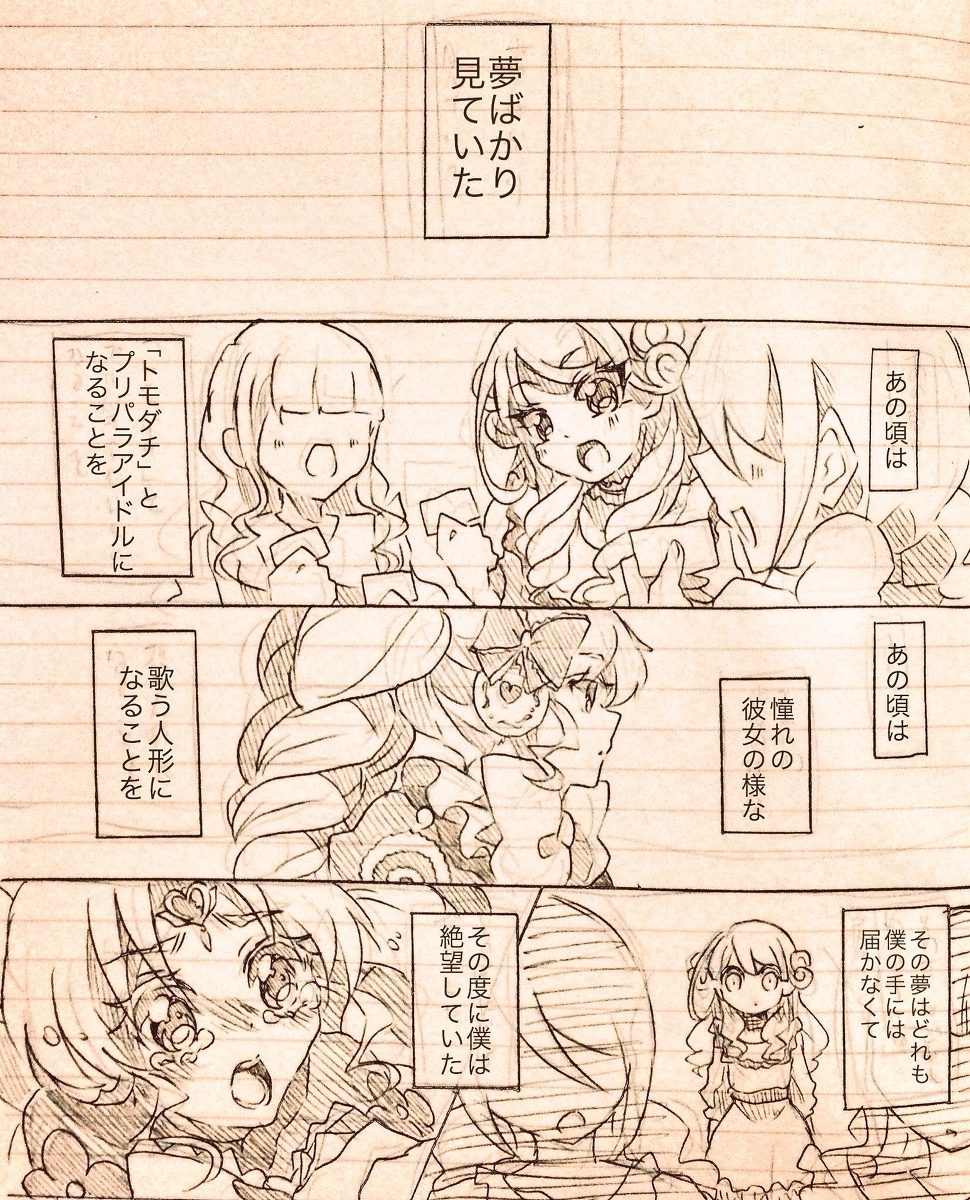 夢ばかり
見ていた
あの頃は
「トモダチ」と
プリパラアイドルに
なることを
あの頃は
憧れの
彼女の様な
歌う人形に
なることを
その夢はどれも
僕の手には
届かなくて
その度に僕は
絶望していた